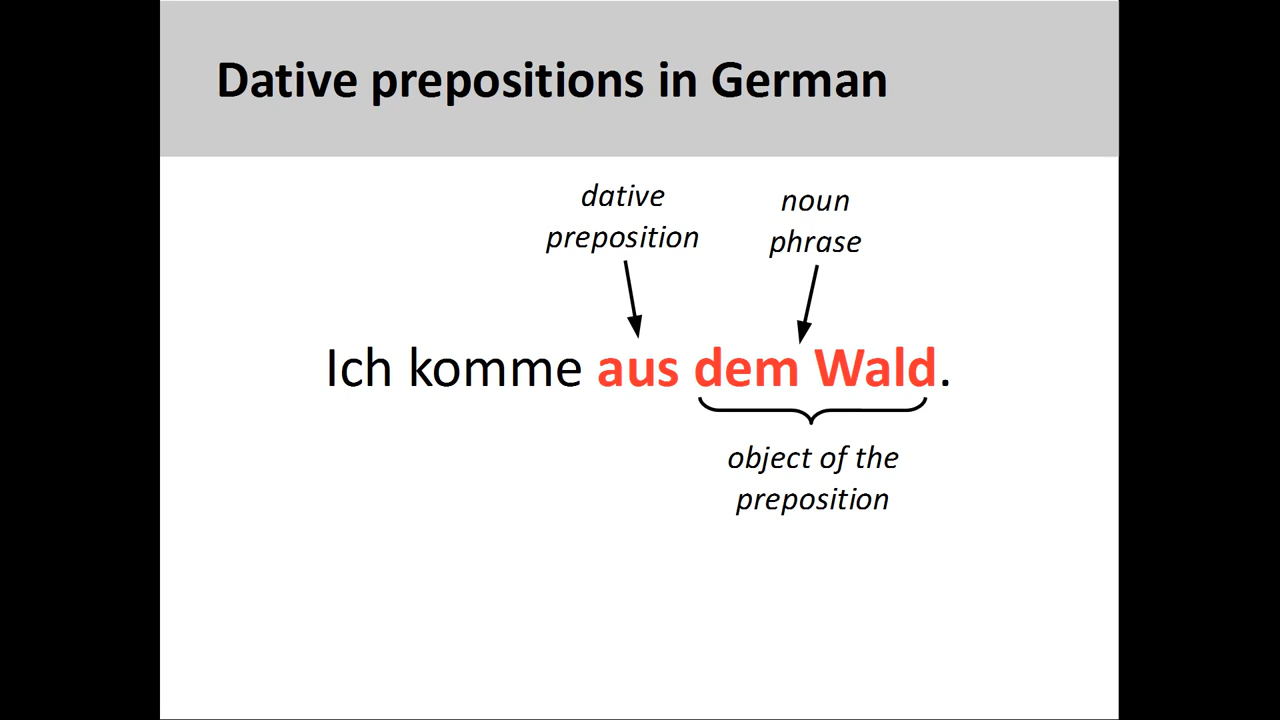 Dative prepositions in German
dative
preposition
noun
phrase
Ich komme aus dem Wald.
object of the
preposition